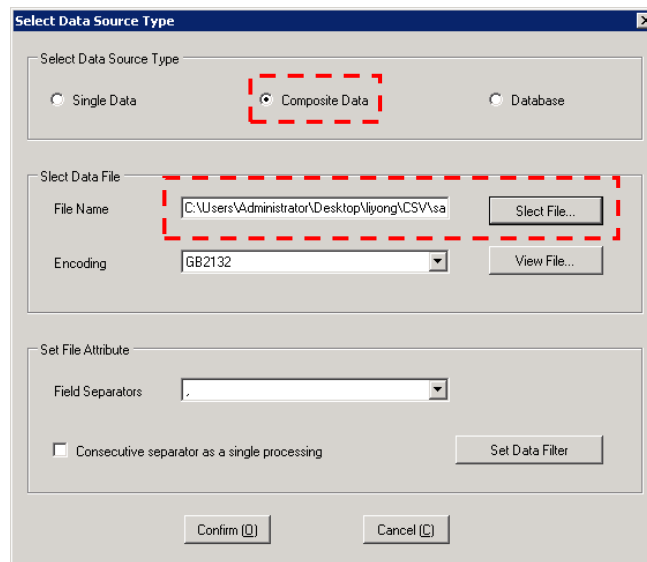 Select Data Source Type
Select Data Source Type
Single Data
Composite Data
Database
Slect Data File
File Name
C:\Users\Administrator\Desktop\liyong\CSV\sa
Slect File...
Encoding
GB2132
View File...
Set File Attribute
Field Separators
,
Consecutive separator as a single processing
Set Data Filter
Confirm (O)
Cancel (C)